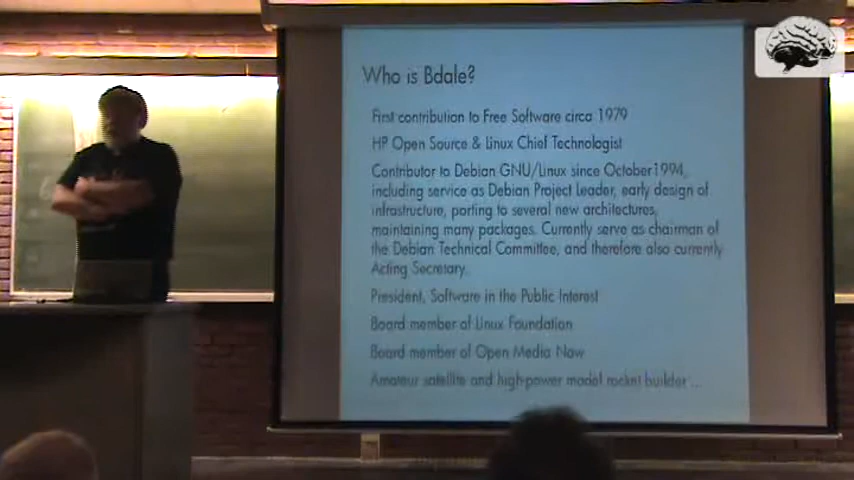 Who is Bdale?
First contribution to Free Software circa 1979
HP Open Source & Linux Chief Technologist
Contributor to Debian GNU/Linux since October1994,
including service as Debian Project Leader, early design of
infrastructure, porting to several new architectures,
maintaining many packages. Currently serve as chairman of
the Debian Technical Committee, and therefore also currently
Acting Secretary.
President, Software in the Public Interest
Board member of Linux Foundation
Board member of Open Media Now
Amateur satellite and high-power model rocket builder ...